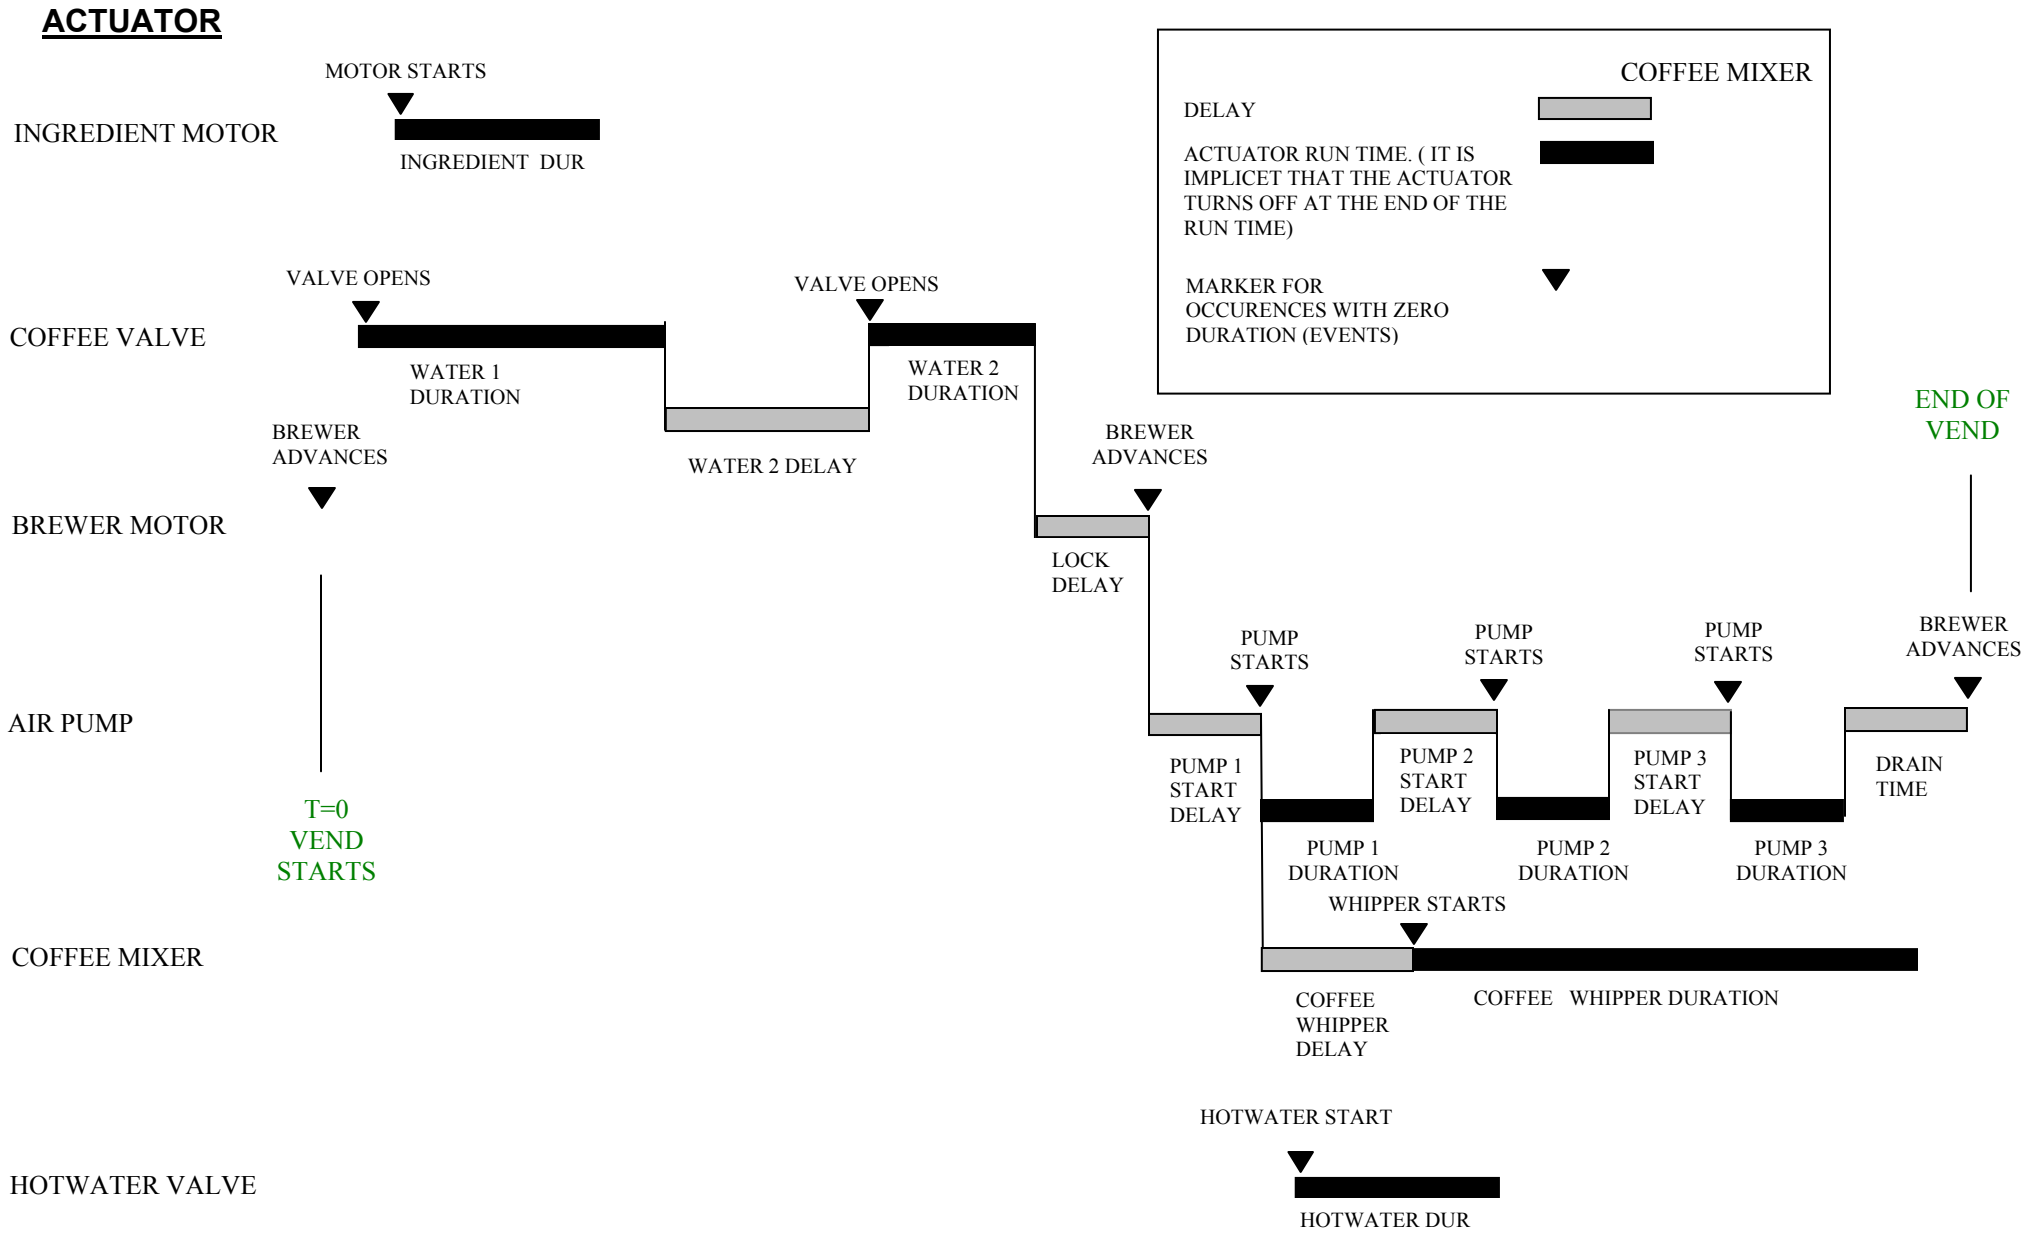 ACTUATOR
MOTOR STARTS
INGREDIENT MOTOR
INGREDIENT DUR
COFFEE MIXER
DELAY
ACTUATOR RUN TIME. ( IT IS
IMPLICET THAT THE ACTUATOR
TURNS OFF AT THE END OF THE
RUN TIME)
MARKER FOR
OCCURENCES WITH ZERO
DURATION (EVENTS)
VALVE OPENS
VALVE OPENS
COFFEE VALVE
WATER 1
DURATION
WATER 2
DURATION
WATER 2 DELAY
END OF
VEND
BREWER
ADVANCES
BREWER
ADVANCES
BREWER MOTOR
LOCK
DELAY
PUMP
STARTS
PUMP
STARTS
PUMP
STARTS
BREWER
ADVANCES
AIR PUMP
PUMP 1
START
DELAY
PUMP 2
START
DELAY
PUMP 3
START
DELAY
DRAIN
TIME
T=0
VEND
STARTS
PUMP 1
DURATION
PUMP 2
DURATION
PUMP 3
DURATION
WHIPPER STARTS
COFFEE MIXER
COFFEE
WHIPPER
DELAY
COFFEE WHIPPER DURATION
HOTWATER START
HOTWATER VALVE
HOTWATER DUR